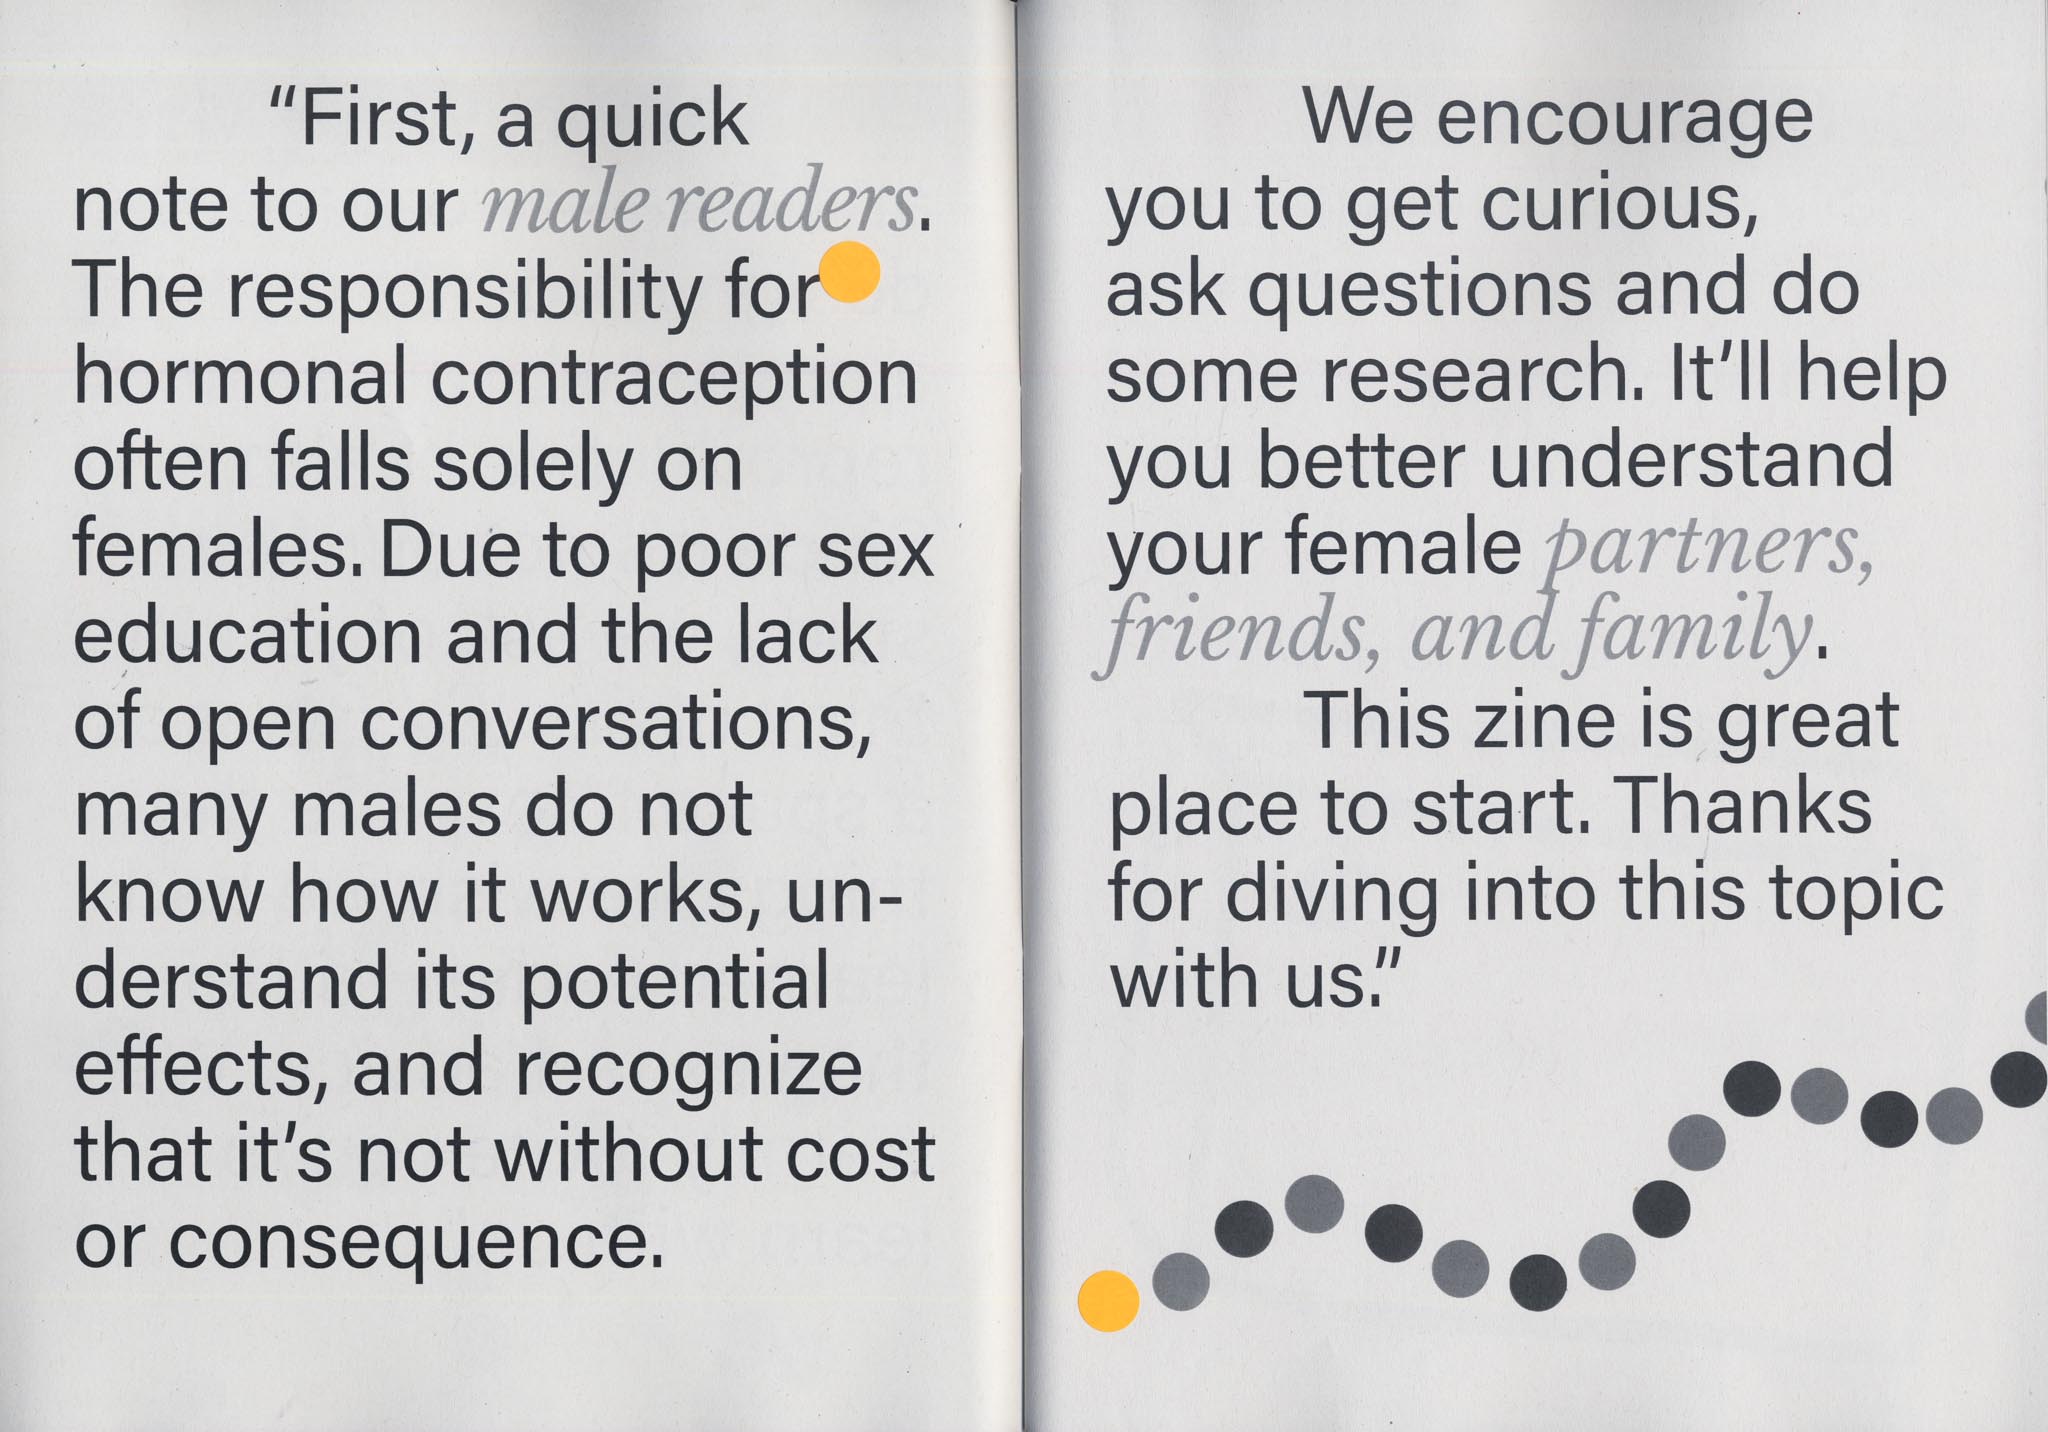 “First, a quick
note to our male readers.
The responsibility for
hormonal contraception
often falls solely on
females. Due to poor sex
education and the lack
of open conversations,
many males do not
know how it works, un-
derstand its potential
effects, and recognize
that it’s not without cost
or consequence.
We encourage
you to get curious,
ask questions and do
some research. It’ll help
you better understand
your female partners,
friends, and family.
This zine is great
place to start. Thanks
for diving into this topic
with us.”